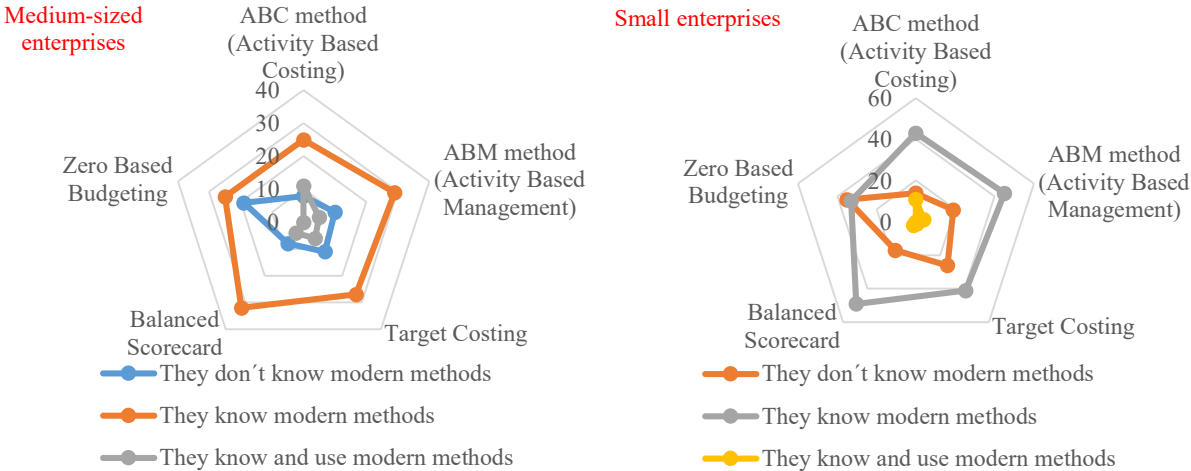 Medium-sized
enterprises
ABC method
(Activity Based
Costing)
40
30
20
10
0
ABM method
(Activity Based
Management)
Target Costing
Balanced
Scorecard
Zero Based
Budgeting
They don´t know modern methods
They know modern methods
They know and use modern methods
Small enterprises
ABC method
(Activity Based
Costing)
60
40
20
0
ABM method
(Activity Based
Management)
Target Costing
Balanced
Scorecard
Zero Based
Budgeting
They don´t know modern methods
They know modern methods
They know and use modern methods